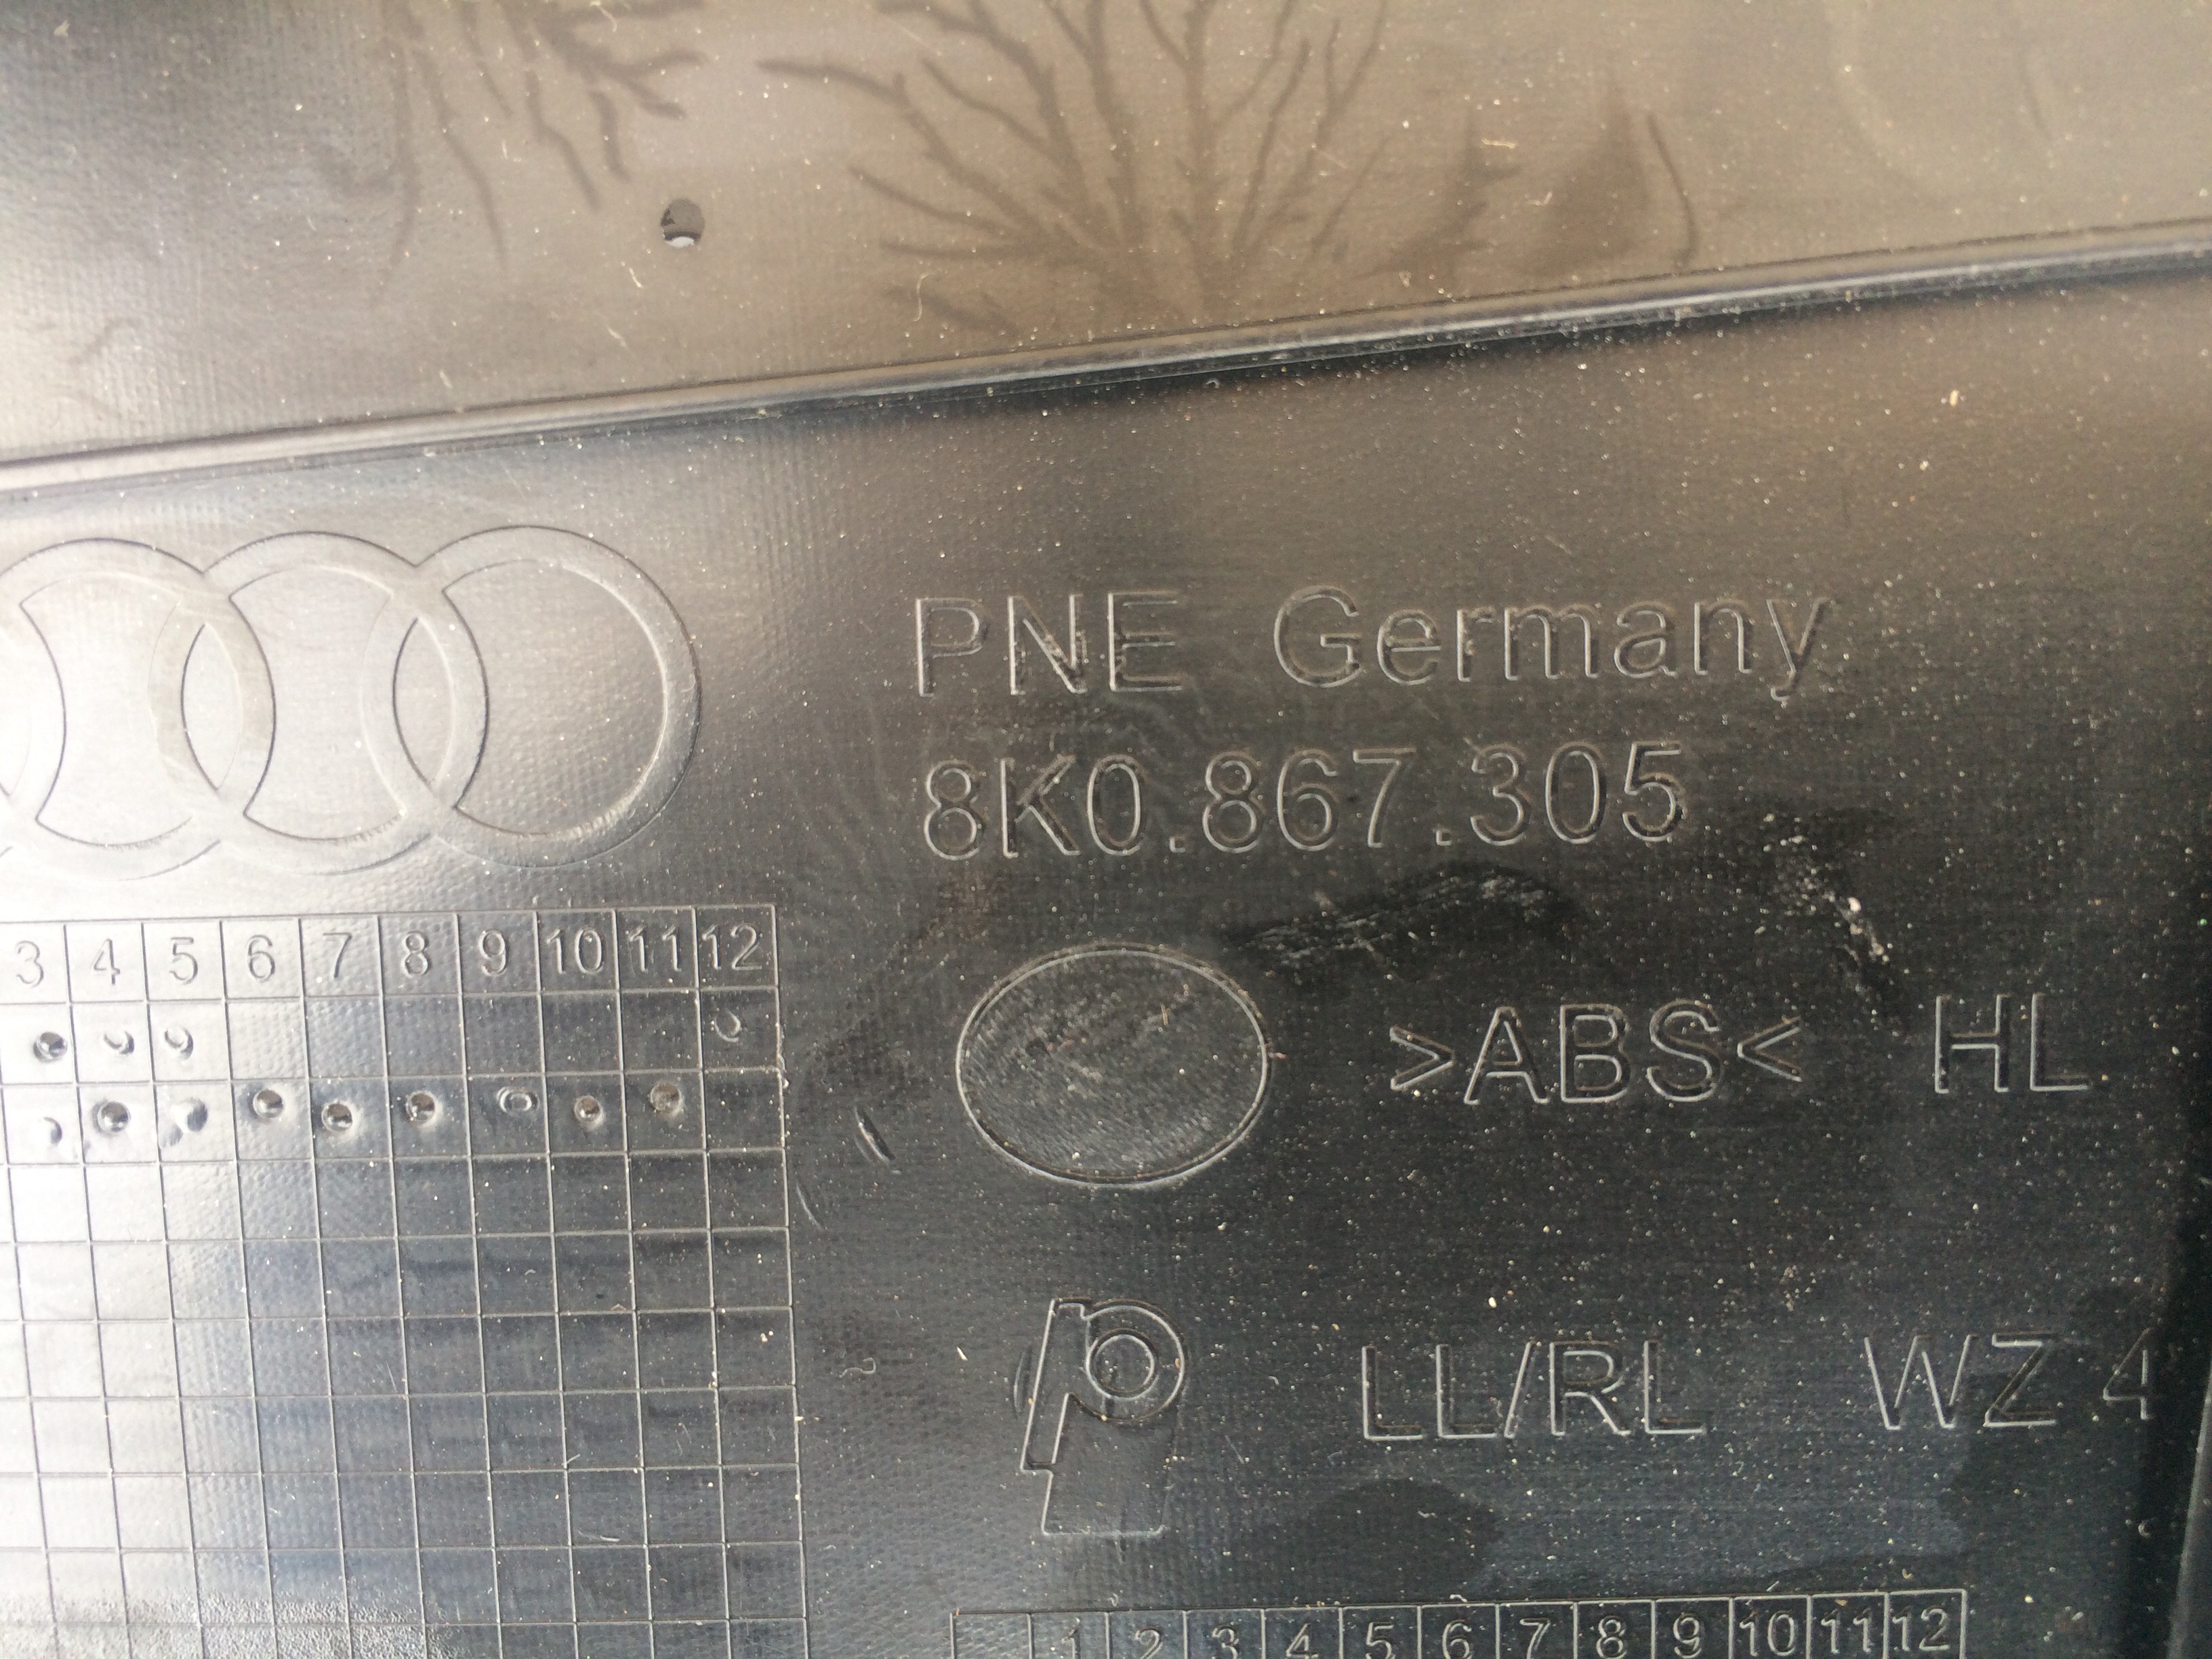 PNE Germany
8K0.867.305
3 4 5 6 7 8 9 10 11 12
>ABS< HL
LL/RL WZ 4
1 2 3 4 5 6 7 8 9 10 11 12